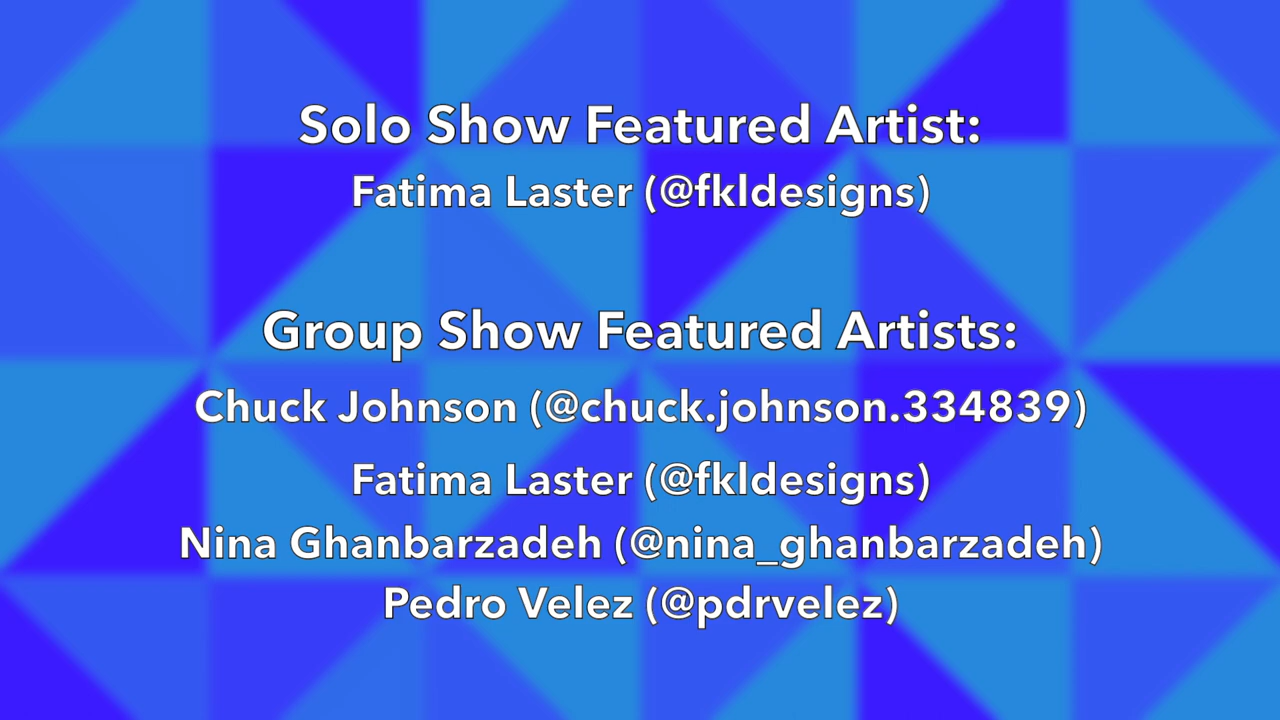 Solo Show Featured Artist:
Fatima Laster (@fkldesigns)
Group Show Featured Artists:
Chuck Johnson (@chuck.johnson.334839)
Fatima Laster (@fkldesigns)
Nina Ghanbarzadeh (@nina_ghanbarzadeh)
Pedro Velez (@pdrvelez)